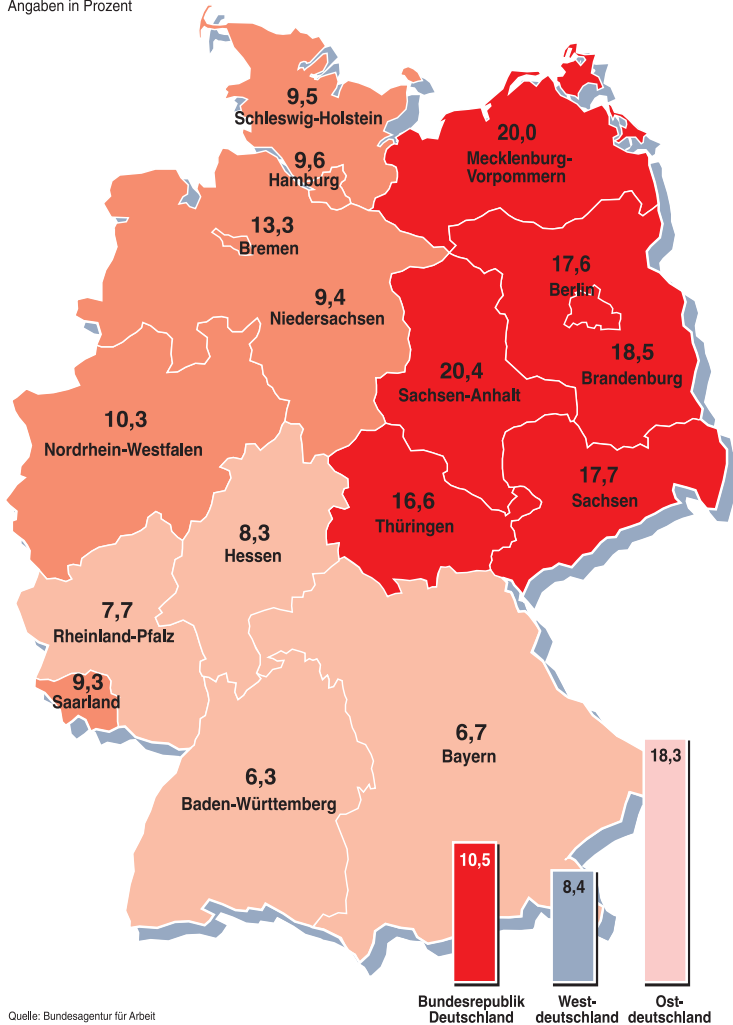 Angaben in Prozent
9,5
Schleswig-Holstein
20,0
Mecklenburg-
Vorpommern
9,6
Hamburg
13,3
Bremen
17,6
Berlin
9,4
Niedersachsen
18,5
Brandenburg
20,4
Sachsen-Anhalt
10,3
Nordrhein-Westfalen
17,7
Sachsen
16,6
Thüringen
8,3
Hessen
7,7
Rheinland-Pfalz
9,3
Saarland
6,7
Bayern
6,3
Baden-Württemberg
10,5
8,4
18,3
Bundesrepublik
Deutschland
West-
deutschland
Ost-
deutschland
Quelle: Bundesagentur für Arbeit